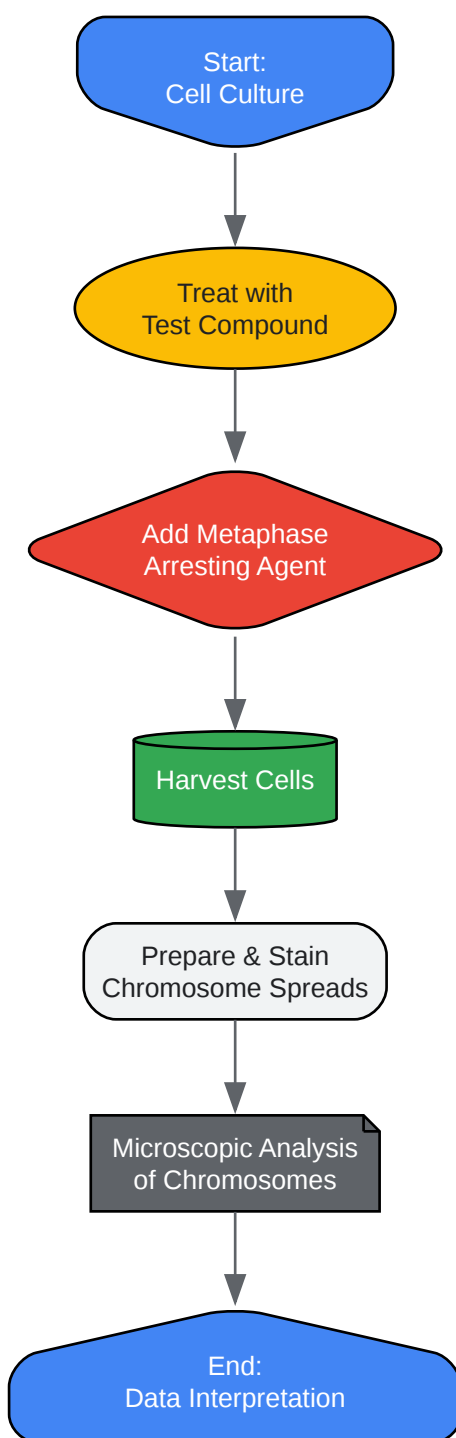 Start:
Cell Culture
Treat with
Test Compound
Add Metaphase
Arresting Agent
Harvest Cells
Prepare & Stain
Chromosome Spreads
Microscopic Analysis
of Chromosomes
End:
Data Interpretation